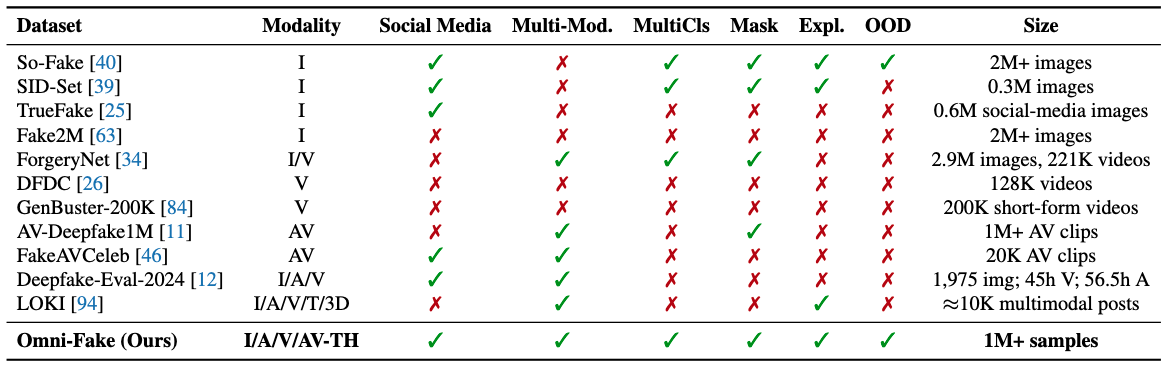 Dataset Modality Social Media Multi-Mod. MultiCls Mask Expl. OOD Size
So-Fake [40] I ✓ ✗ ✓ ✓ ✓ ✓ 2M+ images
SID-Set [39] I ✓ ✗ ✓ ✓ ✓ ✗ 0.3M images
TrueFake [25] I ✓ ✗ ✗ ✗ ✗ ✗ 0.6M social-media images
Fake2M [63] I ✗ ✗ ✗ ✗ ✗ ✗ 2M+ images
ForgeryNet [34] I/V ✗ ✓ ✓ ✓ ✗ ✗ 2.9M images, 221K videos
DFDC [26] V ✗ ✗ ✗ ✗ ✗ ✗ 128K videos
GenBuster-200K [84] V ✗ ✗ ✗ ✗ ✗ ✗ 200K short-form videos
AV-Deepfake1M [11] AV ✗ ✓ ✗ ✓ ✗ ✗ 1M+ AV clips
FakeAVCeleb [46] AV ✓ ✓ ✗ ✗ ✗ ✗ 20K AV clips
Deepfake-Eval-2024 [12] I/A/V ✓ ✓ ✗ ✗ ✗ ✗ 1,975 img; 45h V; 56.5h A
LOKI [94] I/A/V/T/3D ✗ ✓ ✗ ✗ ✓ ✗ ≈10K multimodal posts
Omni-Fake (Ours) I/A/V/AV-TH ✓ ✓ ✓ ✓ ✓ ✓ 1M+ samples